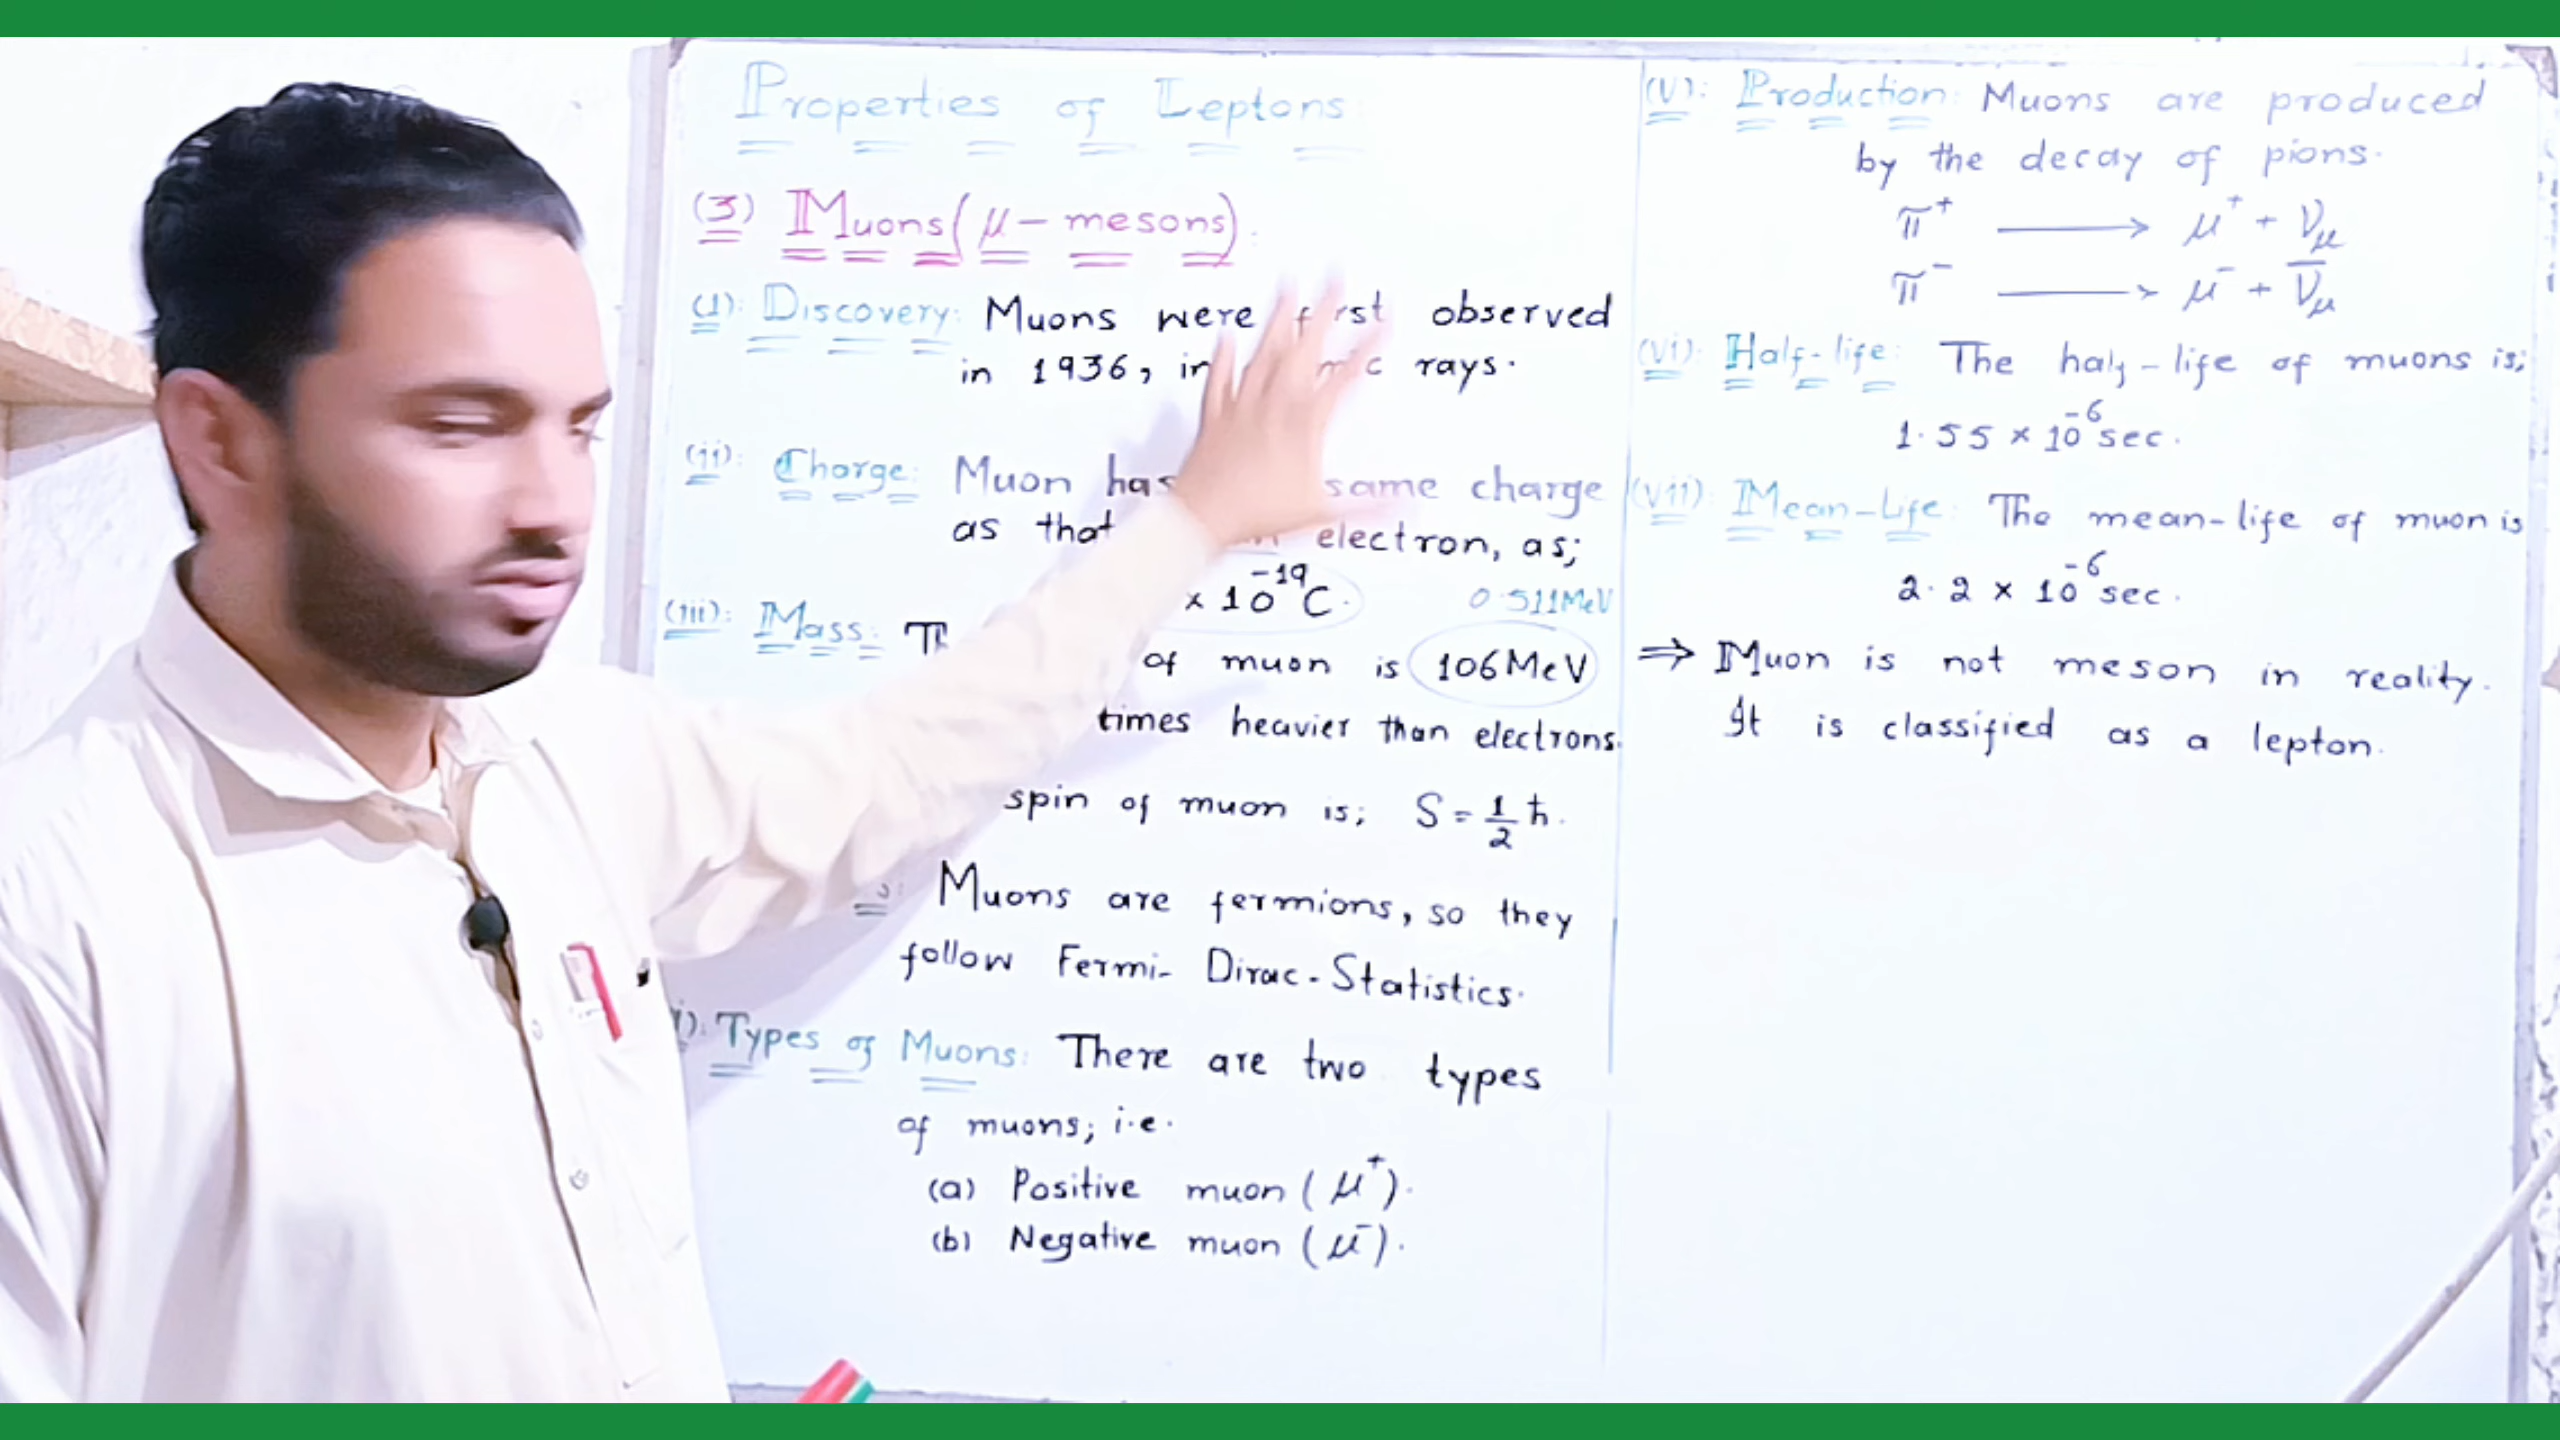 Properties of Leptons
(3) Muons (μ - mesons).
(I): Discovery: Muons were first observed
in 1936, in rays.
(ii): Charge: Muon has same charge
as that electron, as;
× 10⁻¹⁹ C.
0.511MeV
(iii): Mass: of muon is 106MeV
times heavier than electrons.
spin of muon is; S = 1/2 ħ.
Muons are fermions, so they
follow Fermi- Dirac - Statistics.
Types of Muons: There are two types
of muons; i.e.
(a) Positive muon (μ⁺).
(b) Negative muon (μ⁻).
(V): Production: Muons are produced
by the decay of pions.
π⁺ ⟶ μ⁺ + νμ
π⁻ ⟶ μ⁻ + ν̅μ
(vi): Half-life: The half-life of muons is;
1.55 × 10⁻⁶ sec.
(vii): Mean-Life: The mean-life of muon is
2.2 × 10⁻⁶ sec.
⇒ Muon is not meson in reality.
It is classified as a lepton.